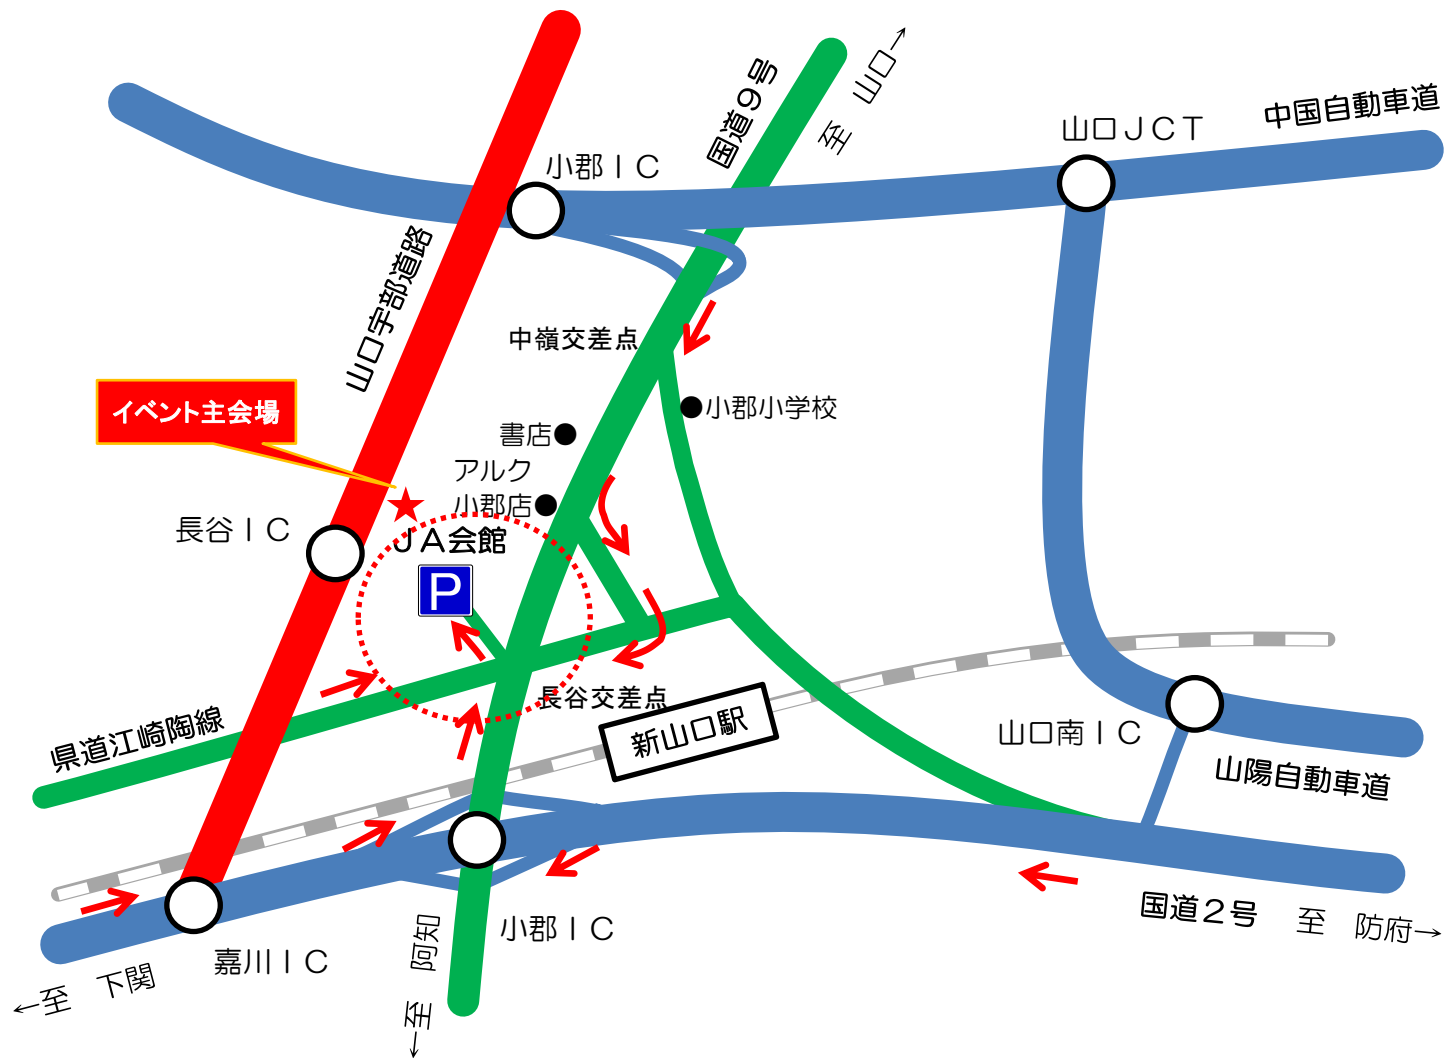 国道9号
至 山口→
山口JCT
中国自動車道
小郡IC
山口宇部道路
中嶺交差点
イベント主会場
小郡小学校
書店
アルク
小郡店
長谷IC
JA会館
P
長谷交差点
新山口駅
県道江崎陶線
山口南IC
山陽自動車道
国道2号 至 防府→
小郡IC
←至 阿知
嘉川IC
←至 下関